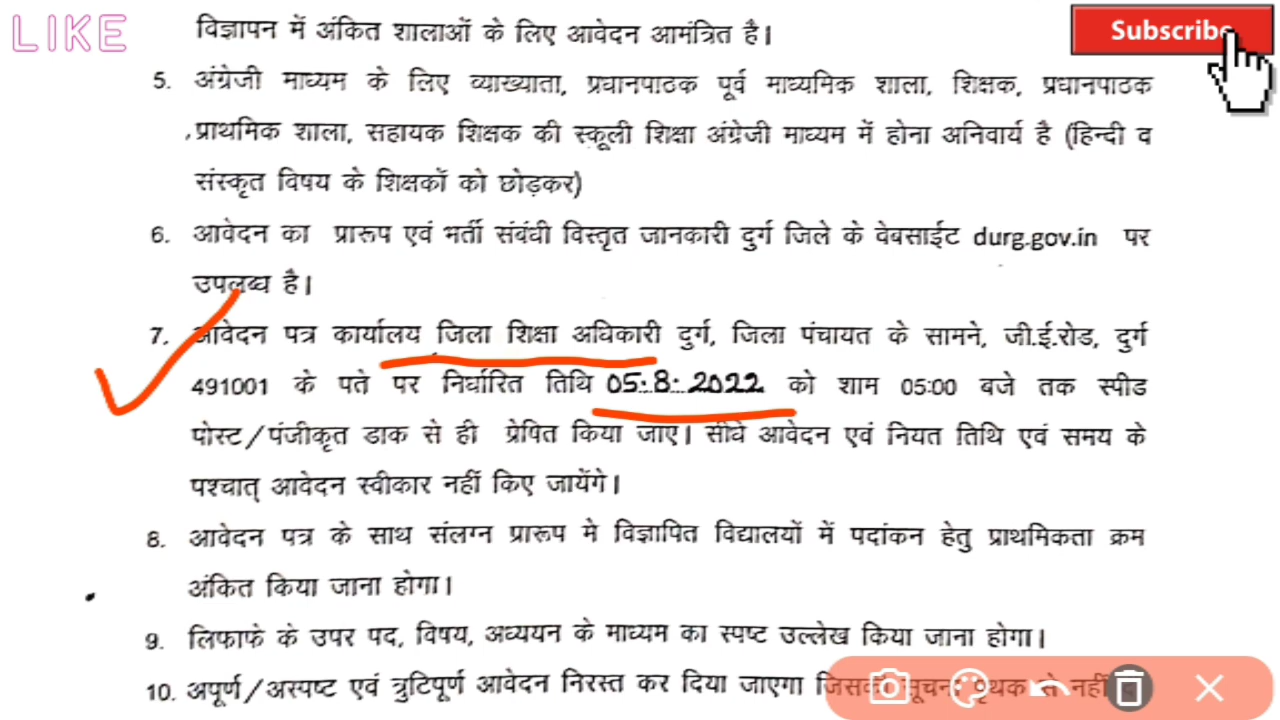 LIKE
Subscribe
विज्ञापन में अंकित शालाओं के लिए आवेदन आमंत्रित है।
5. अंग्रेजी माध्यम के लिए व्याख्याता, प्रधानपाठक पूर्व माध्यमिक शाला, शिक्षक, प्रधानपाठक
प्राथमिक शाला, सहायक शिक्षक की स्कूली शिक्षा अंग्रेजी माध्यम में होना अनिवार्य है (हिन्दी व
संस्कृत विषय के शिक्षकों को छोड़कर)
6. आवेदन का प्रारूप एवं भर्ती संबंधी विस्तृत जानकारी दुर्ग जिले के वेबसाईट durg.gov.in पर
उपलब्ध है।
7. आवेदन पत्र कार्यालय जिला शिक्षा अधिकारी दुर्ग, जिला पंचायत के सामने, जी.ई.रोड, दुर्ग
491001 के पते पर निर्धारित तिथि 05.8.2022 को शाम 05:00 बजे तक स्पीड
पोस्ट/पंजीकृत डाक से ही प्रेषित किया जाए। सीधे आवेदन एवं नियत तिथि एवं समय के
पश्चात् आवेदन स्वीकार नहीं किए जायेंगे।
8. आवेदन पत्र के साथ संलग्न प्रारूप मे विज्ञापित विद्यालयों में पदांकन हेतु प्राथमिकता क्रम
अंकित किया जाना होगा।
9. लिफाफे के उपर पद, विषय, अध्ययन के माध्यम का स्पष्ट उल्लेख किया जाना होगा।
10. अपूर्ण/अस्पष्ट एवं त्रुटिपूर्ण आवेदन निरस्त कर दिया जाएगा जिसकी सूचना पृथक से नहीं